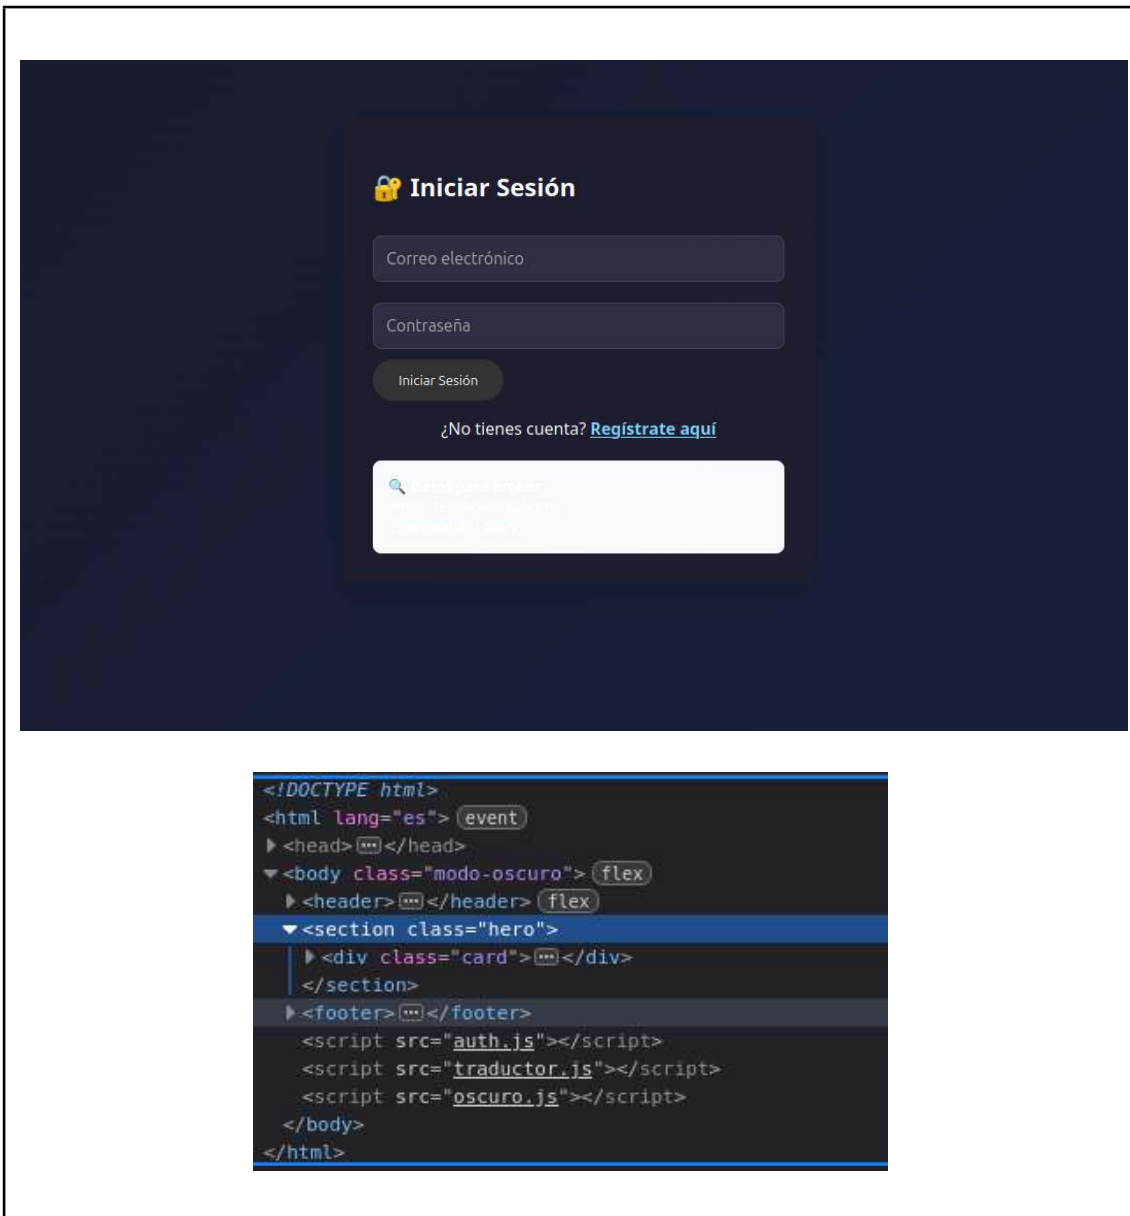 🔐 Iniciar Sesión
Correo electrónico
Contraseña
Iniciar Sesión
¿No tienes cuenta? Regístrate aquí
🔍
<!DOCTYPE html>
<html lang="es"> event
<head>···</head>
<body class="modo-oscuro"> flex
<header>···</header> flex
<section class="hero">
<div class="card">···</div>
</section>
<footer>···</footer>
<script src="auth.js"></script>
<script src="traductor.js"></script>
<script src="oscuro.js"></script>
</body>
</html>